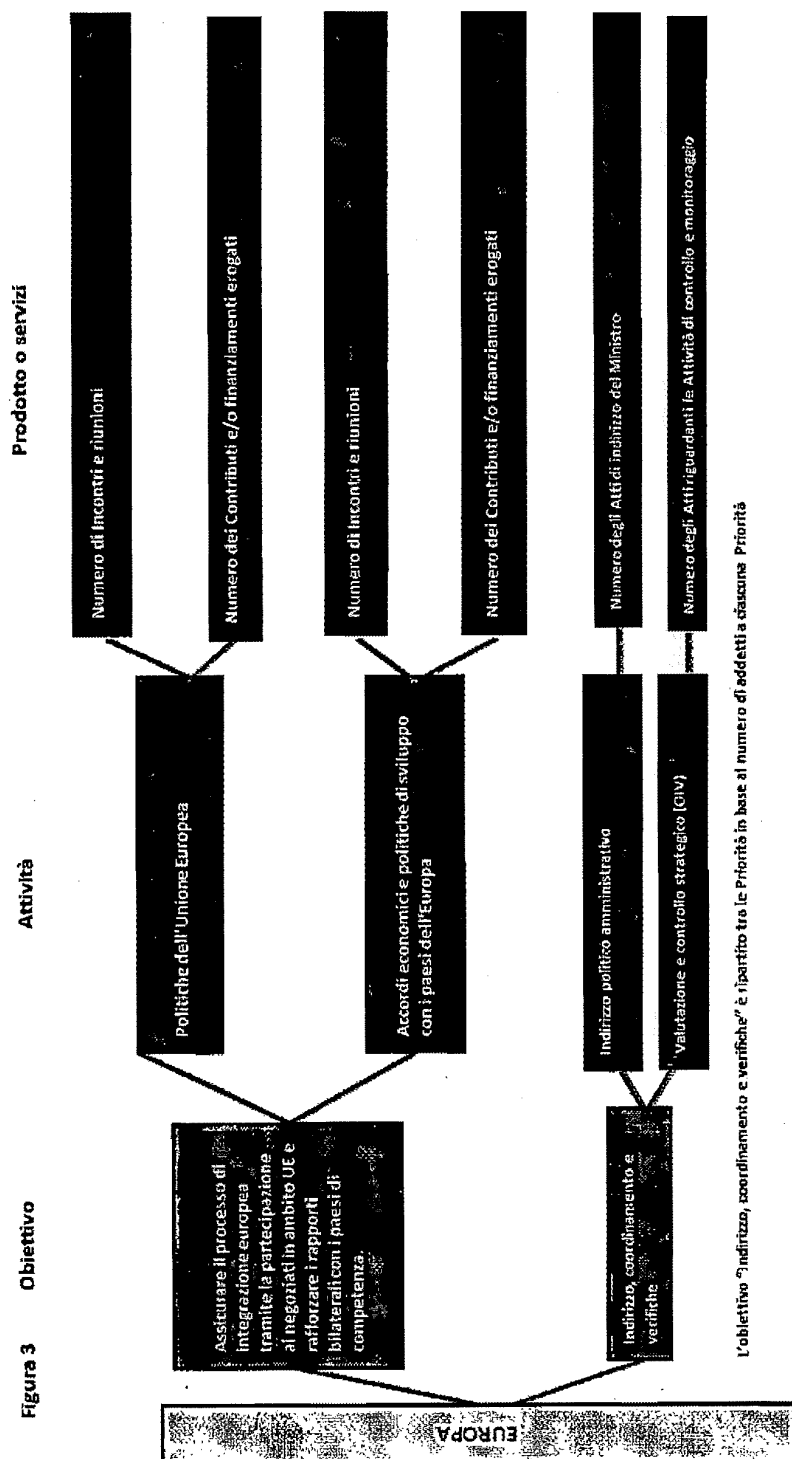 Figura 3
Obiettivo
Attività
Prodotto o servizi
EUROPA
Assicurare il processo di
integrazione europea
tramite la partecipazione
ai negoziati in ambito UE e
rafforzare i rapporti
bilaterali con i paesi di
competenza.
Politiche dell'Unione Europea
Numero di Incontri e riunioni
Numero dei Contributi e/o finanziamenti erogati
Accordi economici e politiche di sviluppo
con i paesi dell'Europa
Numero di Incontri e riunioni
Numero dei Contributi e/o finanziamenti erogati
Indirizzo, coordinamento e
verifiche
Indirizzo politico amministrativo
Numero degli Atti di indirizzo del Ministro
Valutazione e controllo strategico (OIV)
Numero degli Atti riguardanti le Attività di controllo e monitoraggio
L'obiettivo "Indirizzo, coordinamento e verifiche" è ripartito tra le Priorità in base al numero di addetti a ciascuna Priorità